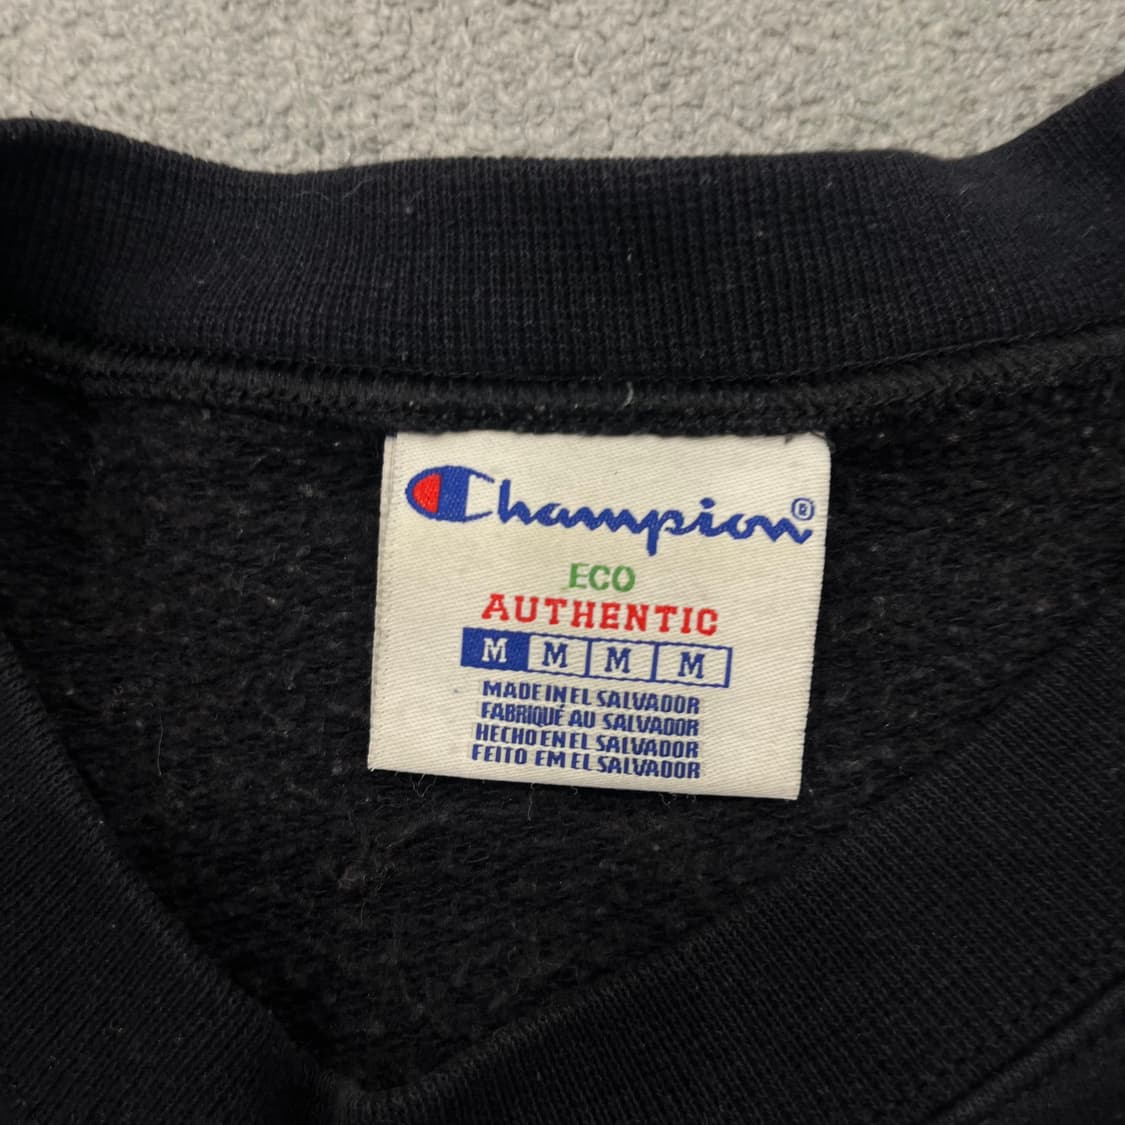 Champion®
ECO
AUTHENTIC
M M M M
MADE IN EL SALVADOR
FABRIQUÉ AU SALVADOR
HECHO EN EL SALVADOR
FEITO EM EL SALVADOR